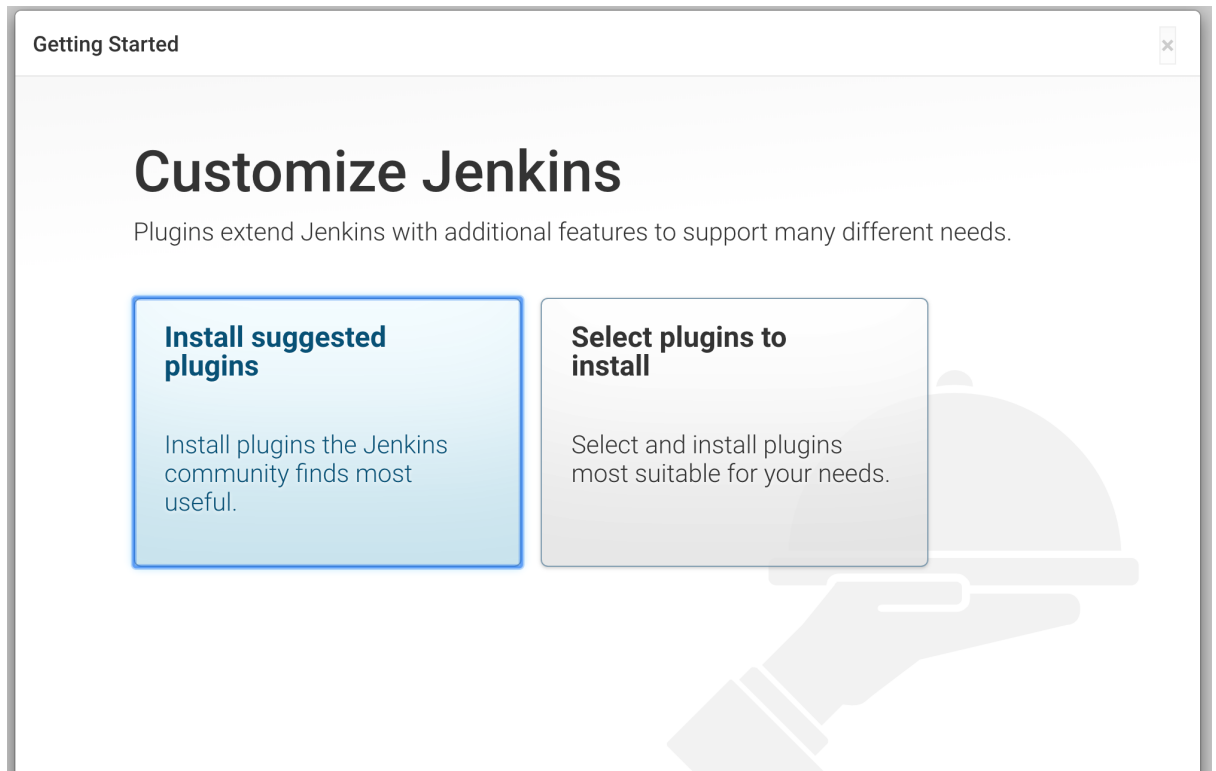 Getting Started
×
Customize Jenkins
Plugins extend Jenkins with additional features to support many different needs.
Install suggested
plugins
Install plugins the Jenkins
community finds most
useful.
Select plugins to
install
Select and install plugins
most suitable for your needs.